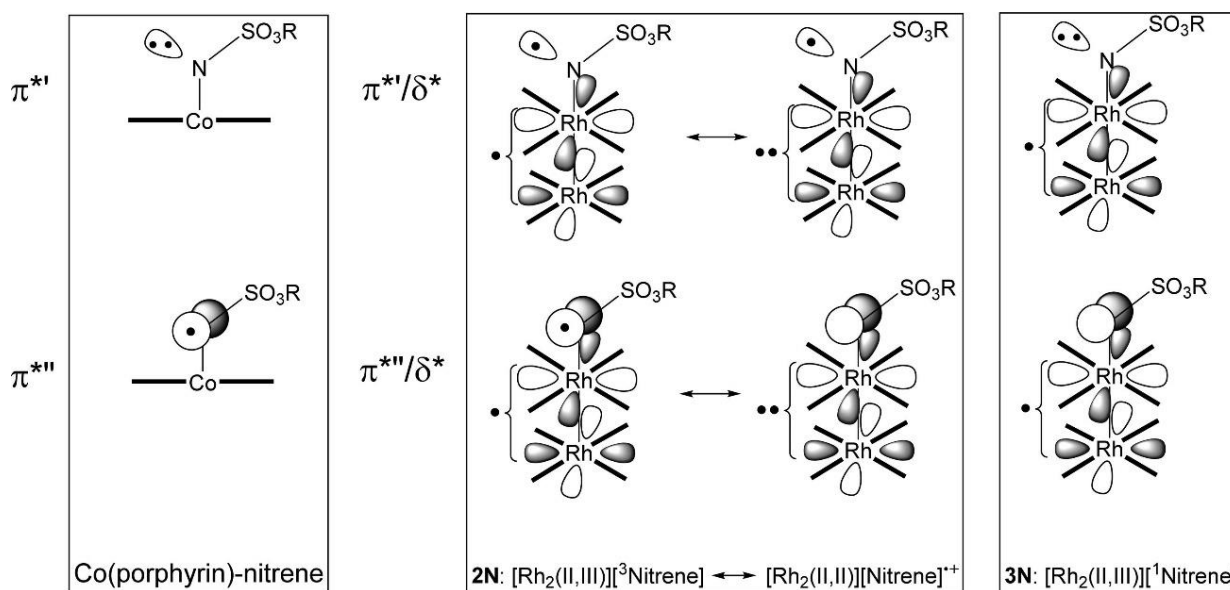 SO₃R
N
π*'
Co
SO₃R
Co
π*''
Co(porphyrin)-nitrene
π*'/δ*
SO₃R
N
Rh
Rh
SO₃R
N
Rh
Rh
π*''/δ*
SO₃R
Rh
Rh
SO₃R
Rh
Rh
2N: [Rh₂(II,III)][³Nitrene] ↔ [Rh₂(II,II)][Nitrene]•⁺
SO₃R
N
Rh
Rh
SO₃R
Rh
Rh
3N: [Rh₂(II,III)][¹Nitrene]